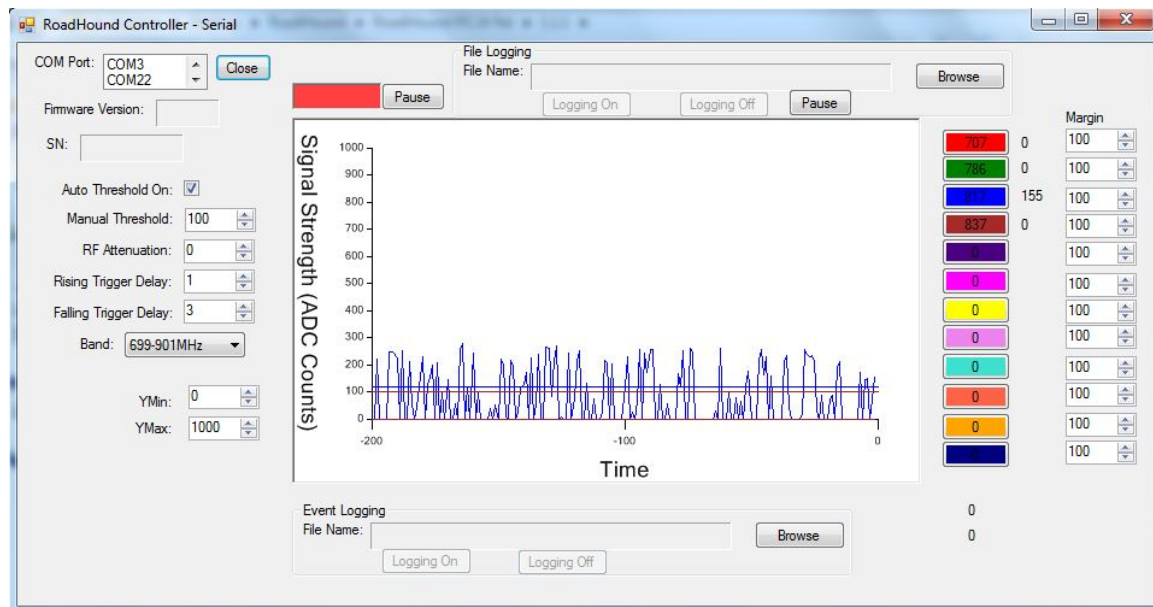 RoadHound Controller - Serial
COM Port:
COM3
COM22
Close
Firmware Version:
SN:
Auto Threshold On:
Manual Threshold: 100
RF Attenuation: 0
Rising Trigger Delay: 1
Falling Trigger Delay: 3
Band: 699-901MHz
YMin: 0
YMax: 1000
Pause
File Logging
File Name:
Browse
Logging On
Logging Off
Pause
Signal Strength (ADC Counts)
1000
900
800
700
600
500
400
300
200
100
0
-200
-100
0
Time
Margin
707 0 100
786 0 100
817 155 100
837 0 100
0 100
0 100
0 100
0 100
0 100
0 100
0 100
100
0
0
Event Logging
File Name:
Browse
Logging On
Logging Off